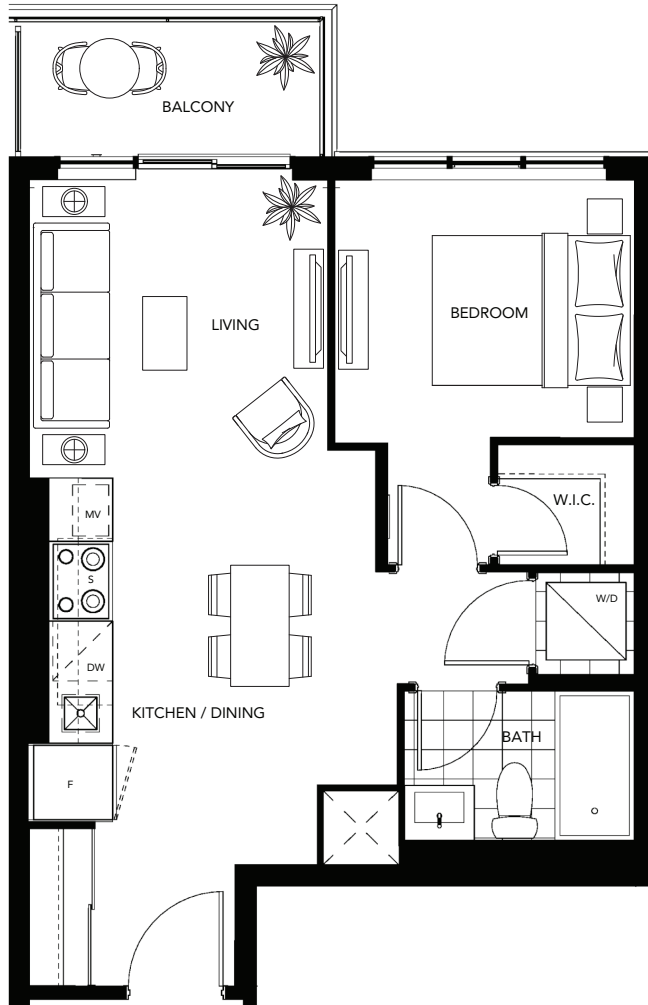 BALCONY
LIVING
BEDROOM
W.I.C.
MV
S
W/D
DW
KITCHEN / DINING
BATH
F